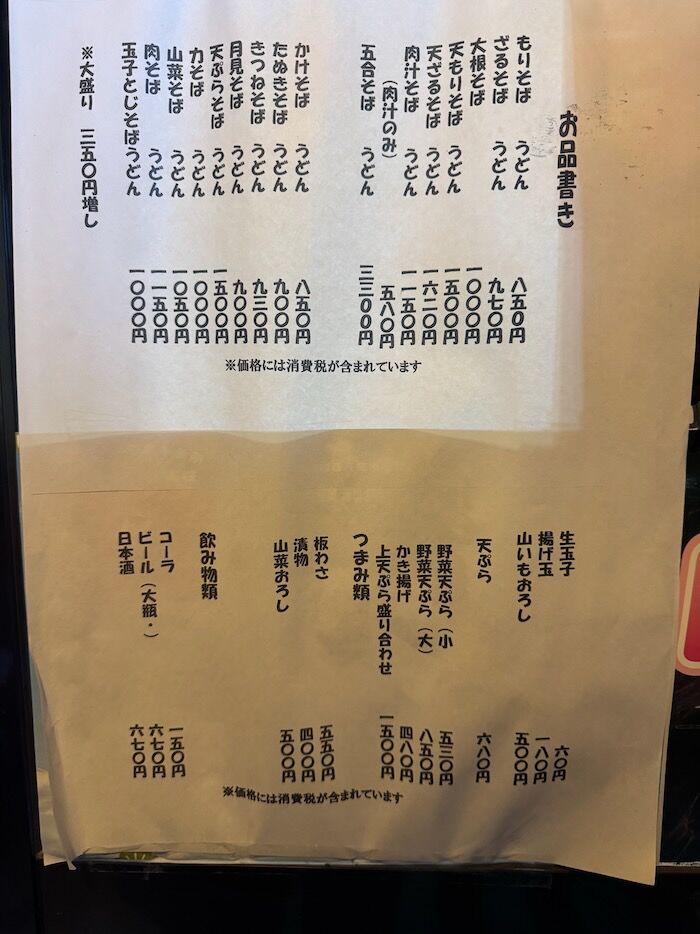 お品書き
もりそば うどん 八五〇円
ざるそば うどん 九七〇円
大根そば 一〇〇〇円
天もりそば うどん 一五〇〇円
天ざるそば うどん 一六二〇円
肉汁そば うどん 一一五〇円
（肉汁のみ） 五八〇円
五合そば うどん 三三〇〇円
かけそば うどん 八五〇円
たぬきそば うどん 九〇〇円
きつねそば うどん 九三〇円
月見そば うどん 九〇〇円
天ぷらそば うどん 一五〇〇円
力そば うどん 一〇〇〇円
山菜そば うどん 一〇五〇円
肉そば うどん 一一五〇円
玉子とじそばうどん 一〇〇〇円
※大盛り 三五〇円増し
※価格には消費税が含まれています
生玉子 六〇円
揚げ玉 一八〇円
山いもおろし 五〇〇円
天ぷら 六八〇円
野菜天ぷら（小 五三〇円
野菜天ぷら（大） 八五〇円
かき揚げ 四八〇円
上天ぷら盛り合わせ 一五〇〇円
つまみ類
板わさ 五五〇円
漬物 四〇〇円
山菜おろし 五〇〇円
飲み物類
コーラ 一五〇円
ビール（大瓶・） 六七〇円
日本酒 六七〇円
※価格には消費税が含まれています